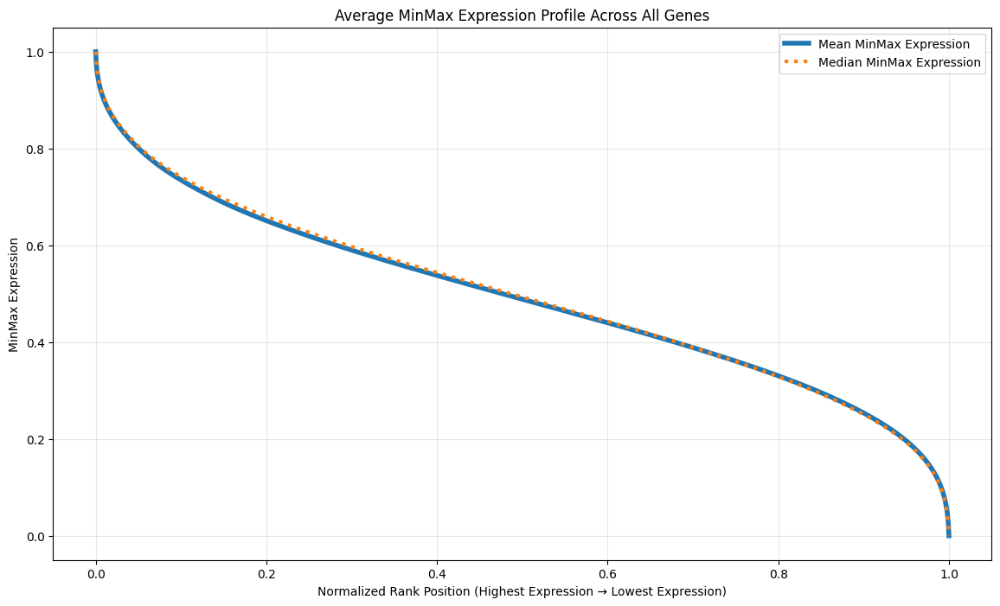 Average MinMax Expression Profile Across All Genes
Mean MinMax Expression
Median MinMax Expression
MinMax Expression
1.0
0.8
0.6
0.4
0.2
0.0
0.0 0.2 0.4 0.6 0.8 1.0
Normalized Rank Position (Highest Expression → Lowest Expression)